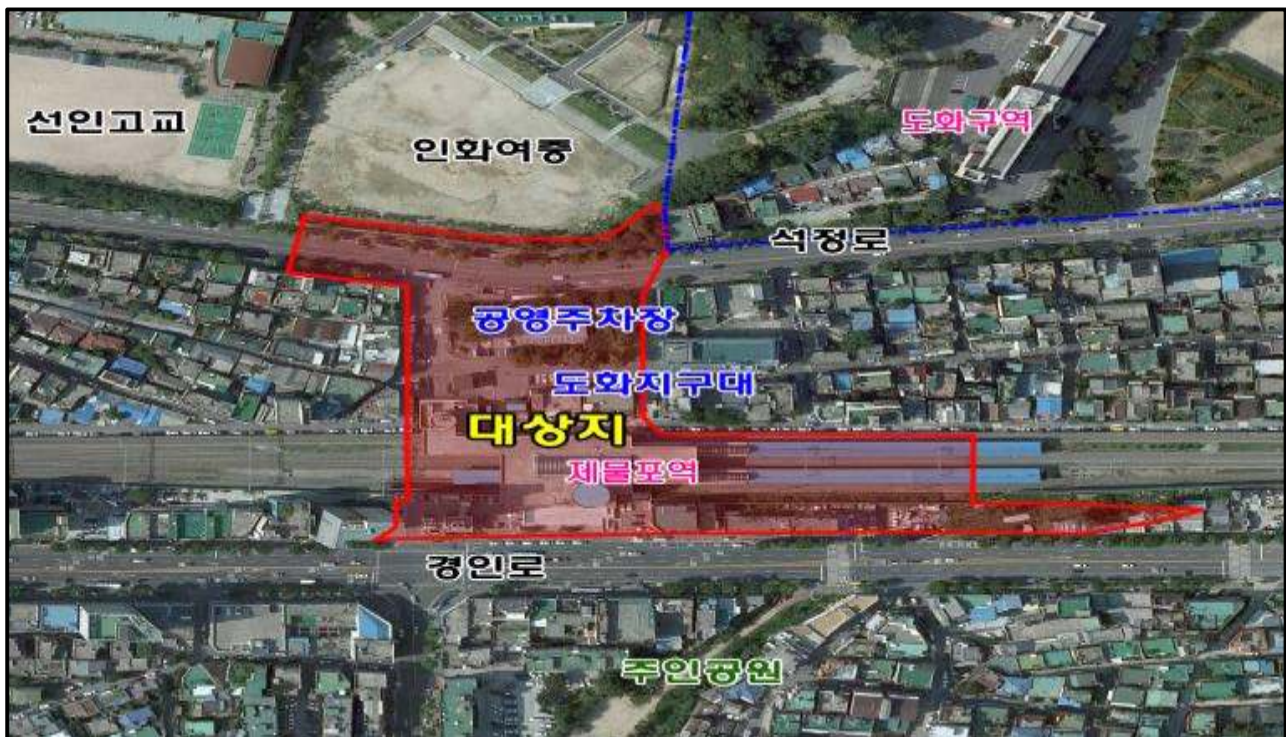 선인고교
인화여중
도화구역
석정로
공영주차장
도화지구대
대상지
제물포역
경인로
주인공원